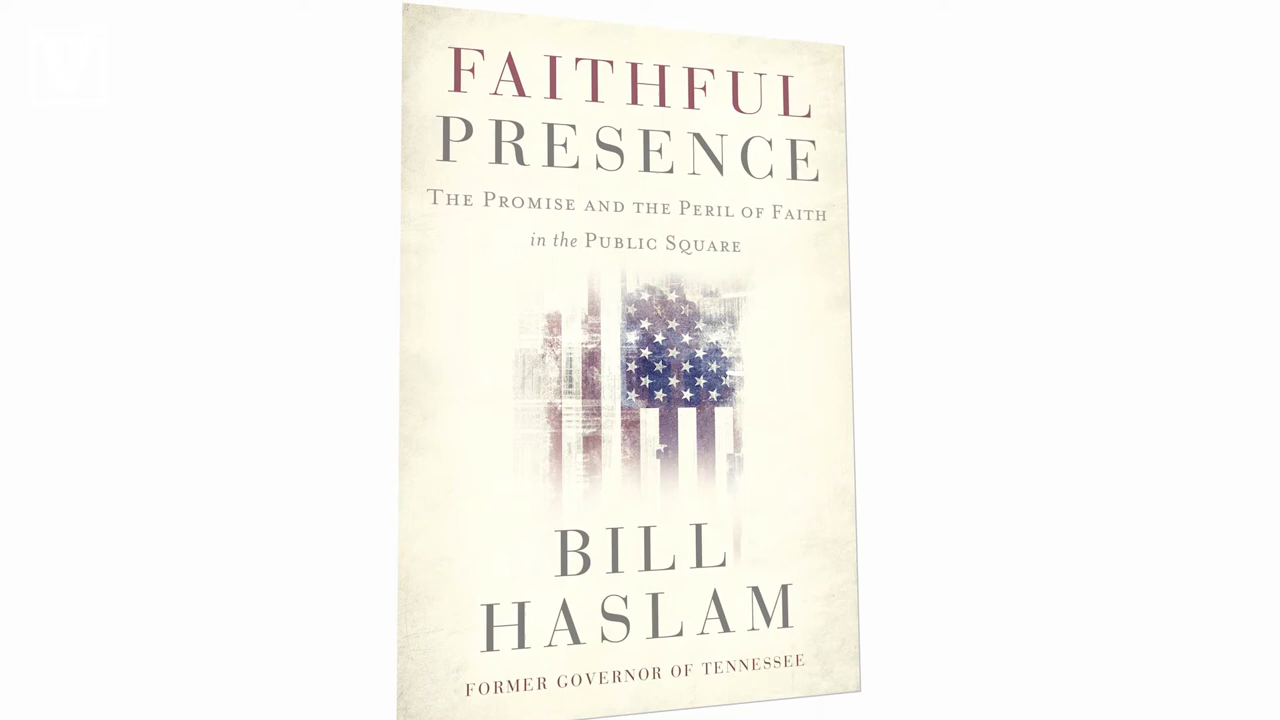 FAITHFUL
PRESENCE
THE PROMISE AND THE PERIL OF FAITH
in the PUBLIC SQUARE
BILL
HASLAM
FORMER GOVERNOR OF TENNESSEE